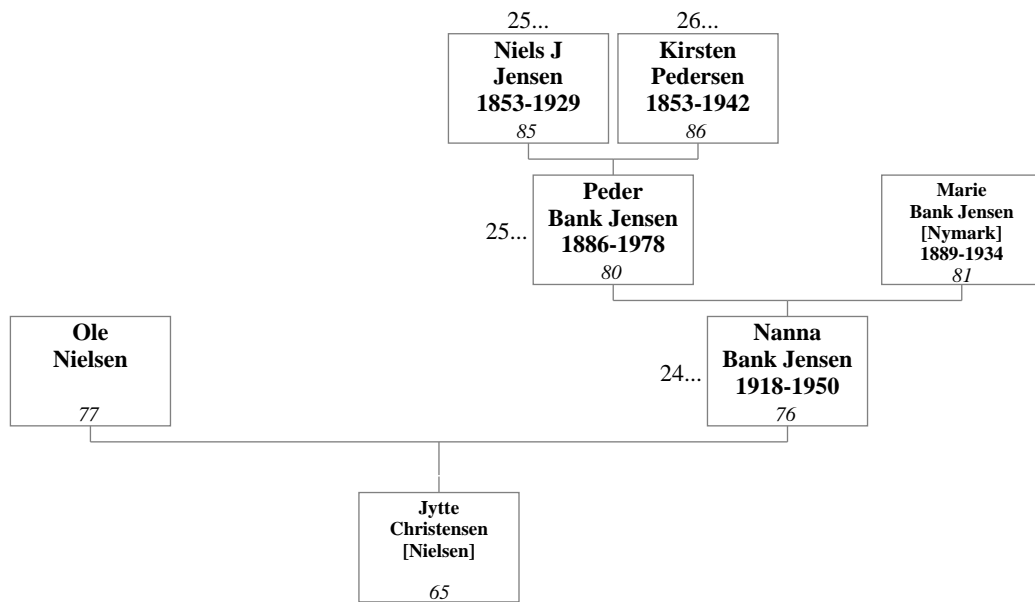 25...
26...
Niels J
Jensen
1853-1929
85
Kirsten
Pedersen
1853-1942
86
25...
Peder
Bank Jensen
1886-1978
80
Marie
Bank Jensen
[Nymark]
1889-1934
81
Ole
Nielsen
77
24...
Nanna
Bank Jensen
1918-1950
76
Jytte
Christensen
[Nielsen]
65